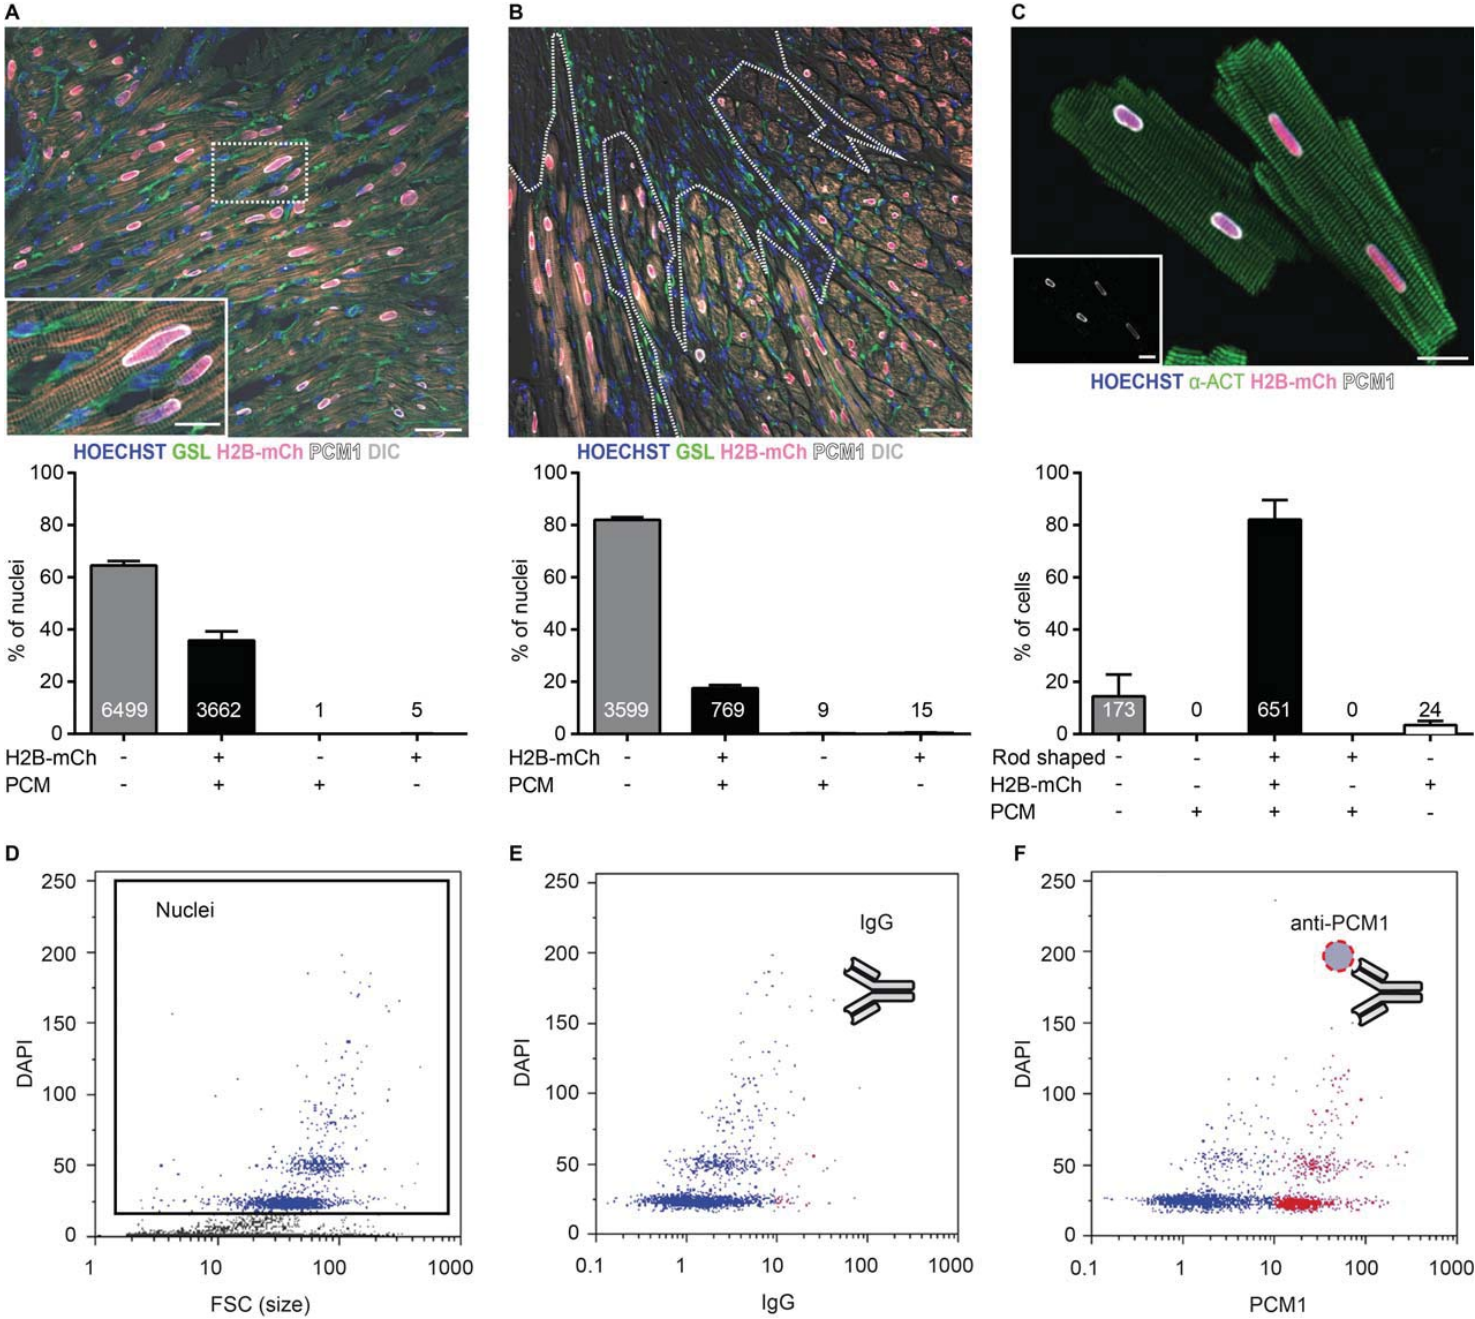 A
B
C
HOECHST GSL H2B-mCh PCM1 DIC
HOECHST GSL H2B-mCh PCM1 DIC
HOECHST α-ACT H2B-mCh PCM1
100
80
60
40
20
0
% of nuclei
6499
3662
1
5
H2B-mCh - + - +
PCM - + + -
100
80
60
40
20
0
% of nuclei
3599
769
9
15
H2B-mCh - + - +
PCM - + + -
100
80
60
40
20
0
% of cells
173
0
651
0
24
Rod shaped - - + + -
H2B-mCh - - + - +
PCM - + + + -
D
250
200
150
100
50
0
DAPI
Nuclei
1 10 100 1000
FSC (size)
E
250
200
150
100
50
0
DAPI
IgG
0.1 1 10 100 1000
IgG
F
250
200
150
100
50
0
DAPI
anti-PCM1
0.1 1 10 100 1000
PCM1